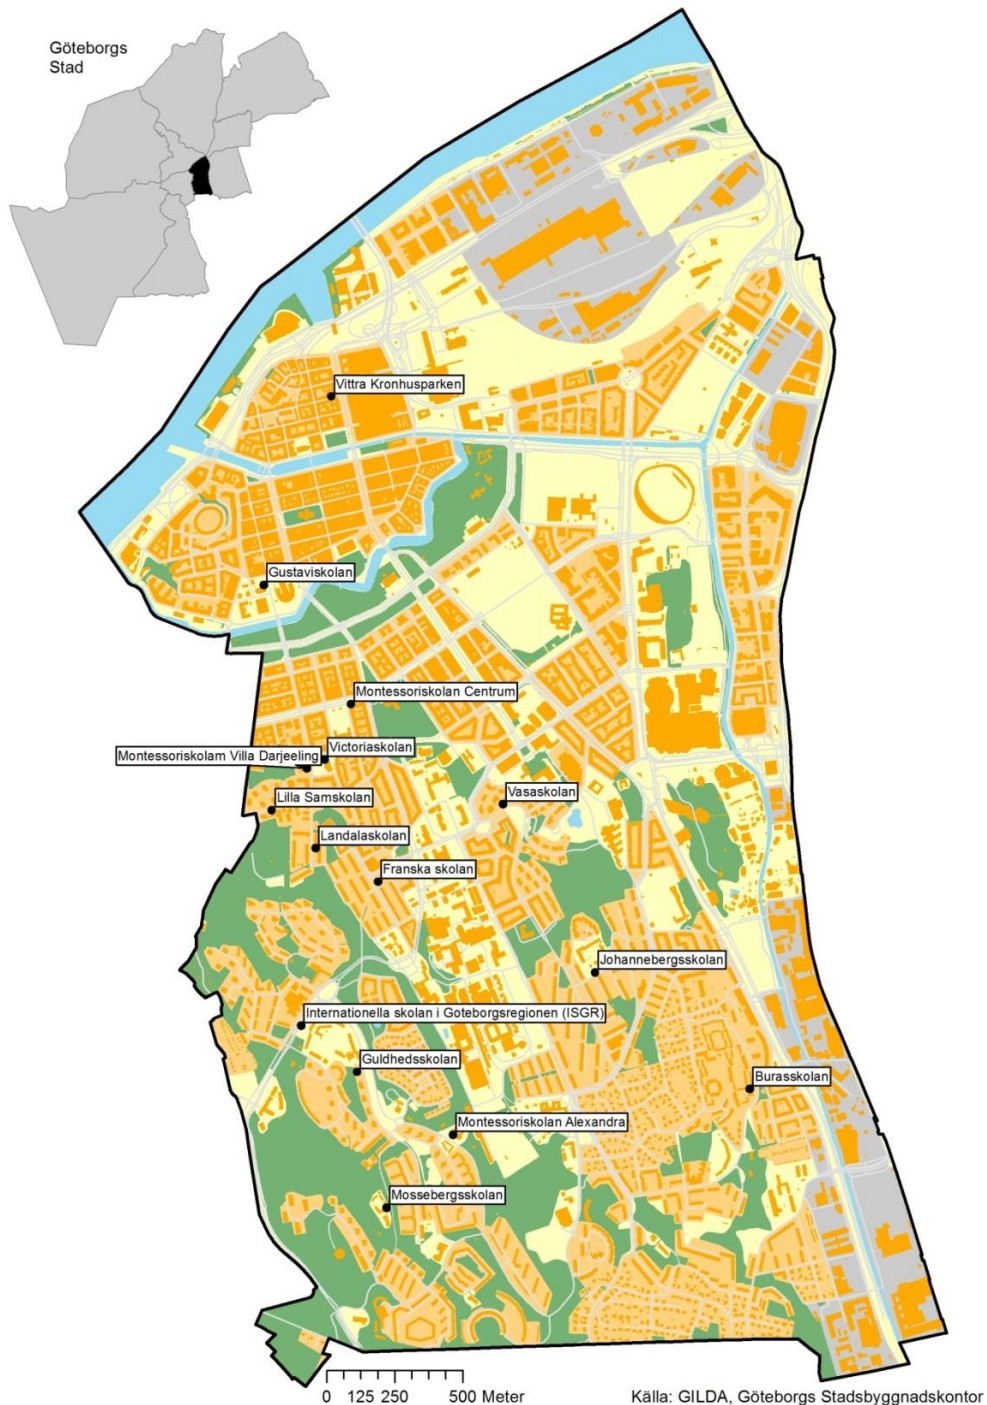 Göteborgs
Stad
Vittra Kronhusparken
Gustaviskolan
Montessoriskolan Centrum
Victoriaskolan
Montessoriskolam Villa Darjeeling
Vasaskolan
Lilla Samskolan
Landalaskolan
Franska skolan
Johannebergsskolan
Internationella skolan i Goteborgsregionen (ISGR)
Guldhedsskolan
Burasskolan
Montessoriskolan Alexandra
Mossebergsskolan
0 125 250 500 Meter
Källa: GILDA, Göteborgs Stadsbyggnadskontor